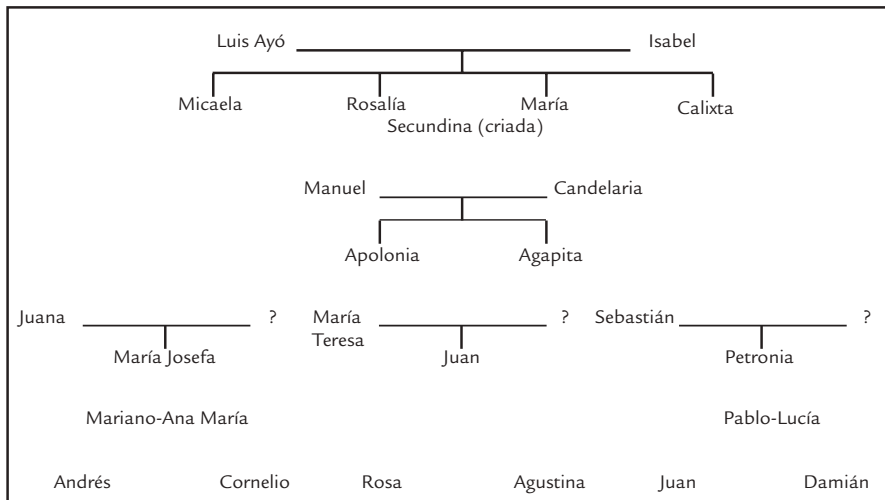 Luis Ayó Isabel
Micaela Rosalía María Calixta
Secundina (criada)
Manuel Candelaria
Apolonia Agapita
Juana ? María Teresa ? Sebastián ?
María Josefa Juan Petronia
Mariano-Ana María Pablo-Lucía
Andrés Cornelio Rosa Agustina Juan Damián